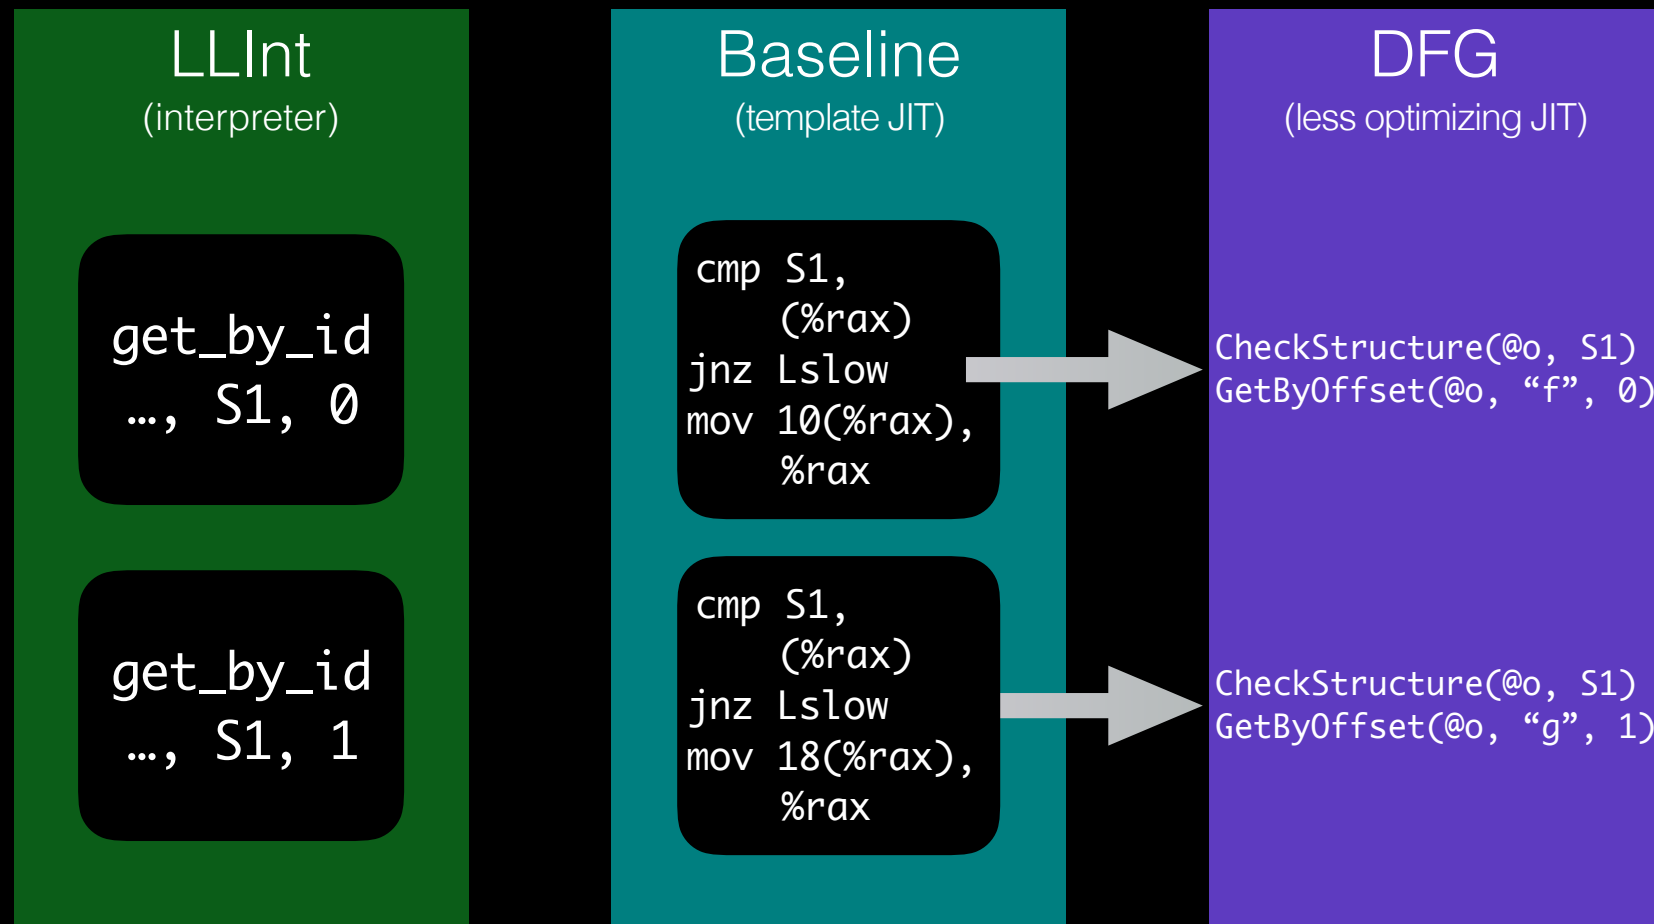 LLInt
(interpreter)
get_by_id
…, S1, 0
get_by_id
…, S1, 1
Baseline
(template JIT)
cmp S1,
(%rax)
jnz Lslow
mov 10(%rax),
%rax
cmp S1,
(%rax)
jnz Lslow
mov 18(%rax),
%rax
DFG
(less optimizing JIT)
CheckStructure(@o, S1)
GetByOffset(@o, “f”, 0)
CheckStructure(@o, S1)
GetByOffset(@o, “g”, 1)